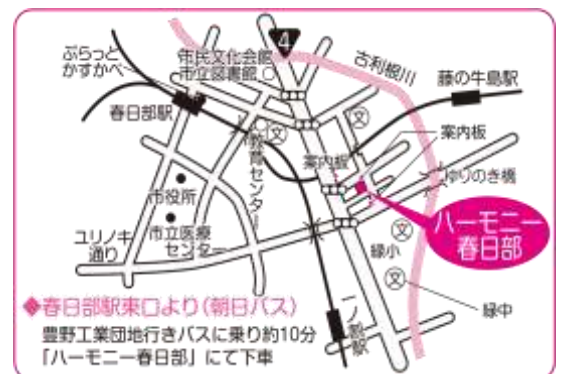 ぷらっと
かすかべ
市民文化会館
市立図書館
4
古利根川
藤の牛島駅
春日部駅
文
教育センター
案内板
案内板
ゆりのき橋
市役所
市立医療
センター
ユリノキ
通り
ハーモニー
春日部
文
緑小
文
緑中
一ノ割駅
◆春日部駅東口より(朝日バス)
豊野工業団地行きバスに乗り約10分
「ハーモニー春日部」にて下車